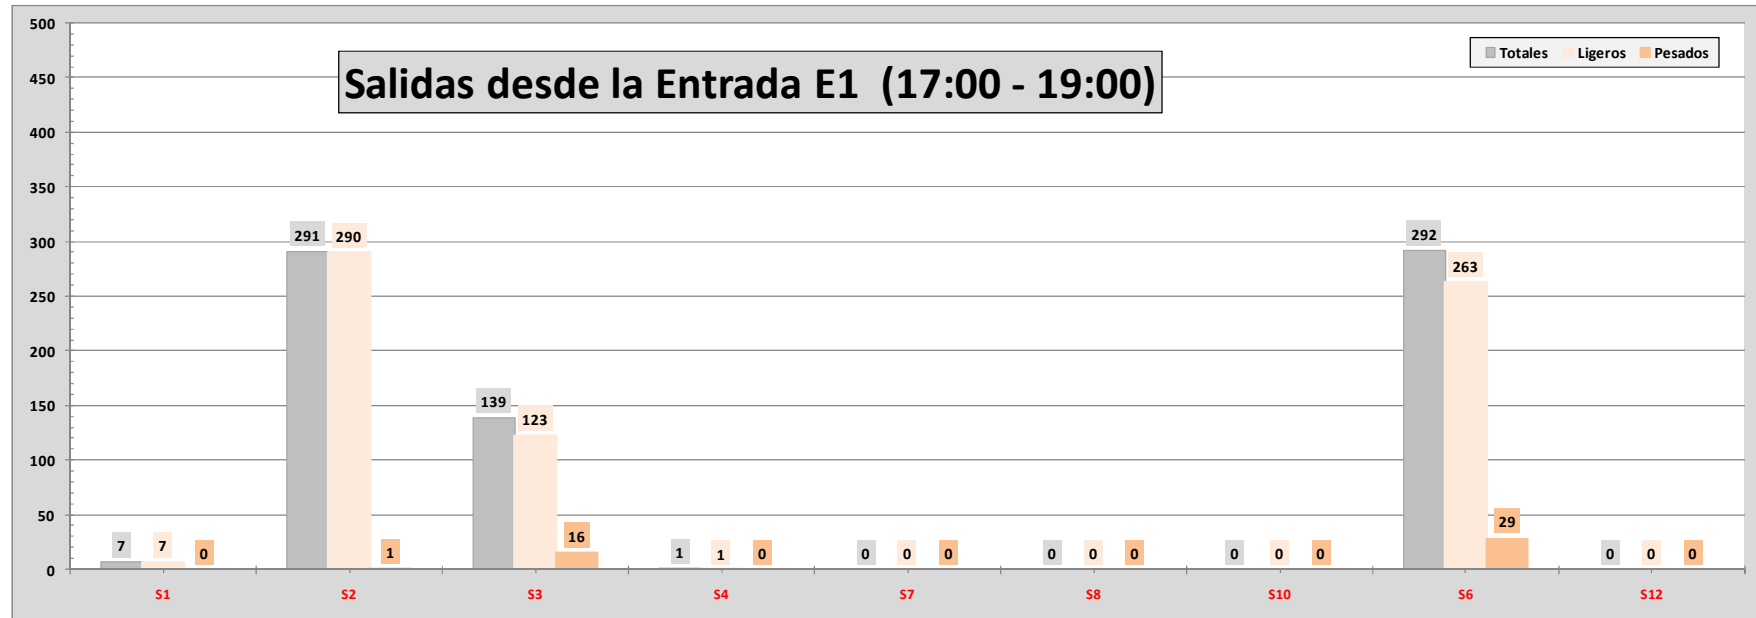 Salidas desde la Entrada E1 (17:00 - 19:00)
Totales Ligeros Pesados
500
450
400
350
300
250
200
150
100
50
0
7 7 0
291 290 1
139 123 16
1 1 0
0 0 0
0 0 0
0 0 0
292 263 29
0 0 0
S1 S2 S3 S4 S7 S8 S10 S6 S12